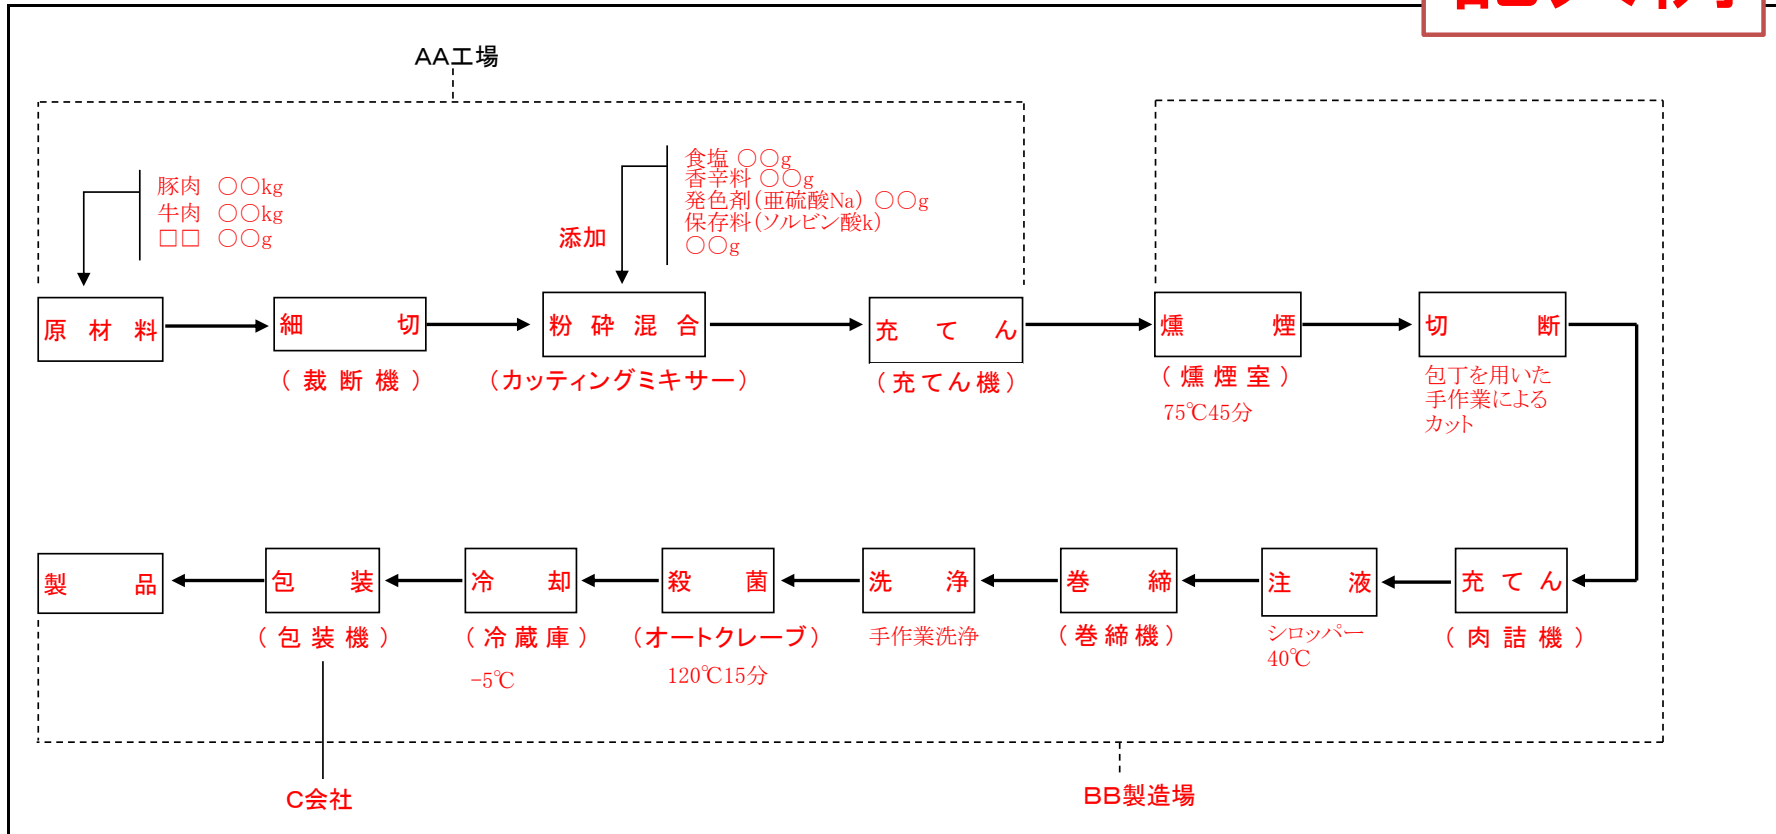 AA工場
豚肉 ○○kg
牛肉 ○○kg
□□ ○○g
添加
食塩 ○○g
香辛料 ○○g
発色剤(亜硫酸Na) ○○g
保存料(ソルビン酸k)
○○g
原材料
細切
(裁断機)
粉砕混合
(カッティングミキサー)
充てん
(充てん機)
燻煙
(燻煙室)
75℃45分
切断
包丁を用いた
手作業による
カット
充てん
(肉詰機)
注液
シロッパー
40℃
巻締
(巻締機)
洗浄
手作業洗浄
殺菌
(オートクレーブ)
120℃15分
冷却
(冷蔵庫)
-5℃
包装
(包装機)
製品
C会社
BB製造場